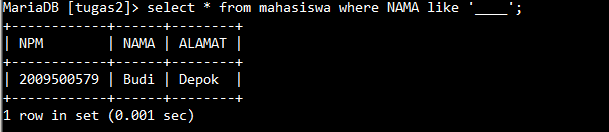 MariaDB [tugas2]> select * from mahasiswa where NAMA like '____';
+------------+------+--------+
| NPM        | NAMA | ALAMAT |
+------------+------+--------+
| 2009500579 | Budi | Depok  |
+------------+------+--------+
1 row in set (0.001 sec)